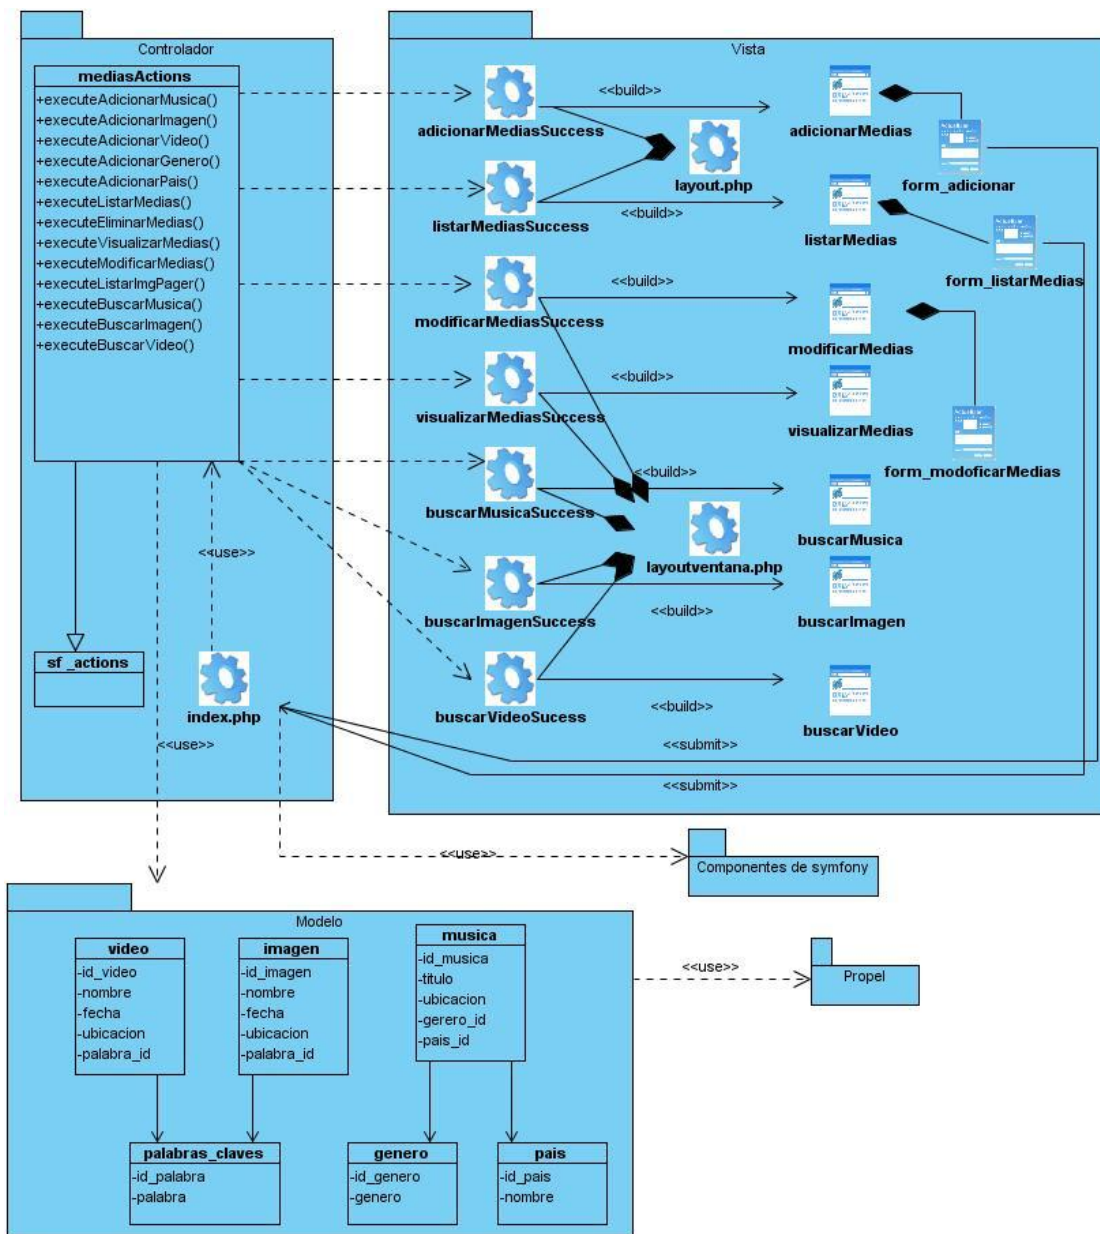 Controlador
mediasActions
+executeAdicionarMusica()
+executeAdicionarImagen()
+executeAdicionarVideo()
+executeAdicionarGenero()
+executeAdicionarPais()
+executeListarMedias()
+executeEliminarMedias()
+executeVisualizarMedias()
+executeModificarMedias()
+executeListarImgPager()
+executeBuscarMusica()
+executeBuscarImagen()
+executeBuscarVideo()
<<use>>
sf _actions
index.php
<<use>>
Vista
adicionarMediasSuccess
<<build>>
adicionarMedias
layout.php
form_adicionar
listarMediasSuccess
<<build>>
listarMedias
form_listarMedias
modificarMediasSuccess
<<build>>
modificarMedias
visualizarMediasSuccess
<<build>>
visualizarMedias
form_modoficarMedias
buscarMusicaSuccess
<<build>>
buscarMusica
layoutventana.php
buscarImagenSuccess
<<build>>
buscarImagen
buscarVideoSucess
<<build>>
buscarVideo
<<submit>>
<<submit>>
<<use>>
Componentes de symfony
Modelo
video
-id_video
-nombre
-fecha
-ubicacion
-palabra_id
imagen
-id_imagen
-nombre
-fecha
-ubicacion
-palabra_id
musica
-id_musica
-titulo
-ubicacion
-gerero_id
-pais_id
<<use>>
Propel
palabras_claves
-id_palabra
-palabra
genero
-id_genero
-genero
pais
-id_pais
-nombre